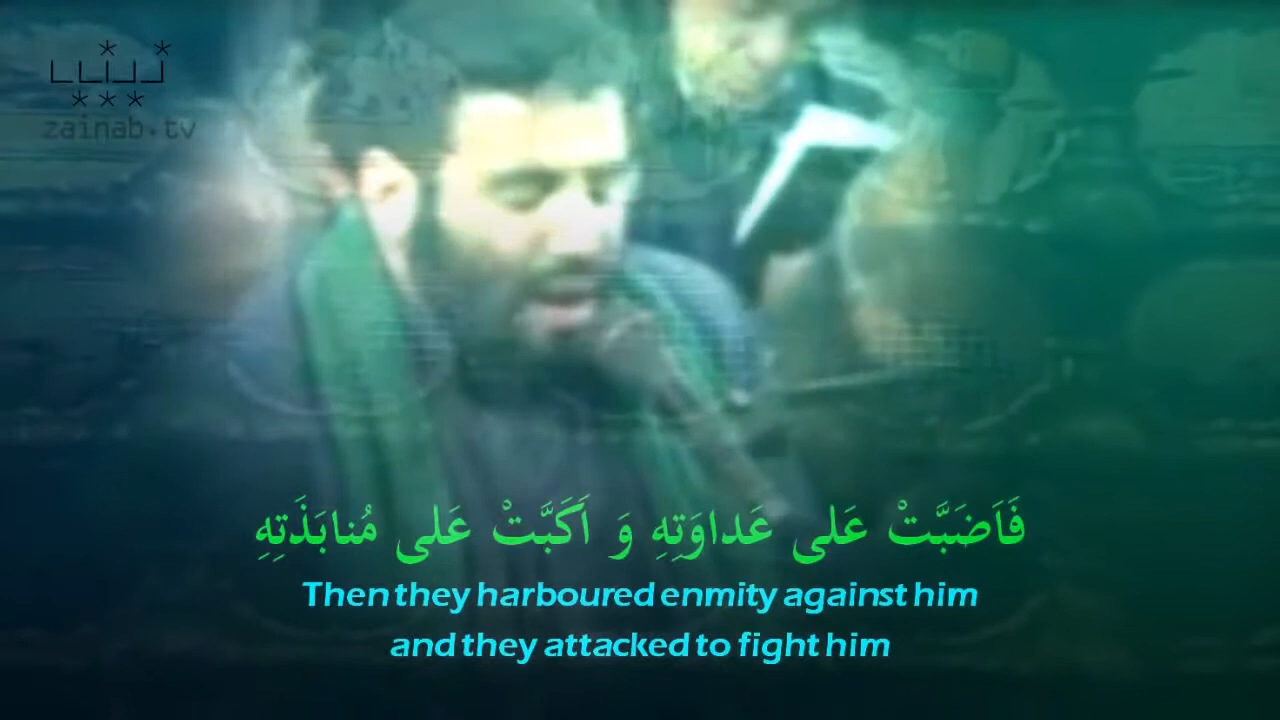 zainab.tv
فَاَضَبَّتْ عَلى عَداوَتِهِ وَ اَكَبَّتْ عَلى مُنابَذَتِهِ
Then they harboured enmity against him
and they attacked to fight him